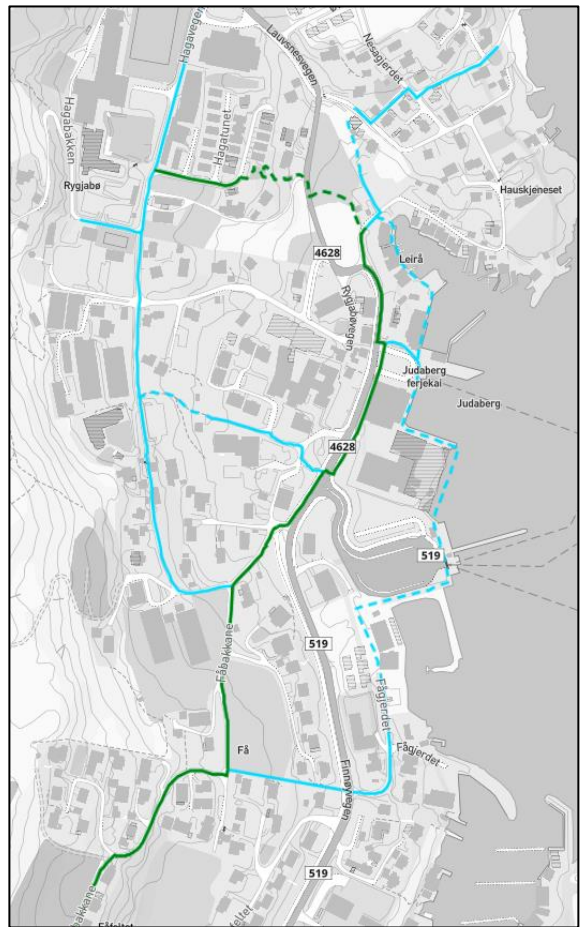 Hagavegen
Lauvsnesvegen
Nesagjerdet
Hagabakken
Hagatunet
Rygjabø
Hauskjeneset
4628
Leirå
Rygjabøvegen
Judaberg
ferjekai
Judaberg
4628
519
Fåbakkane
519
Fågjerdet
Få
Fågjerdet
Finnøyvegen
519